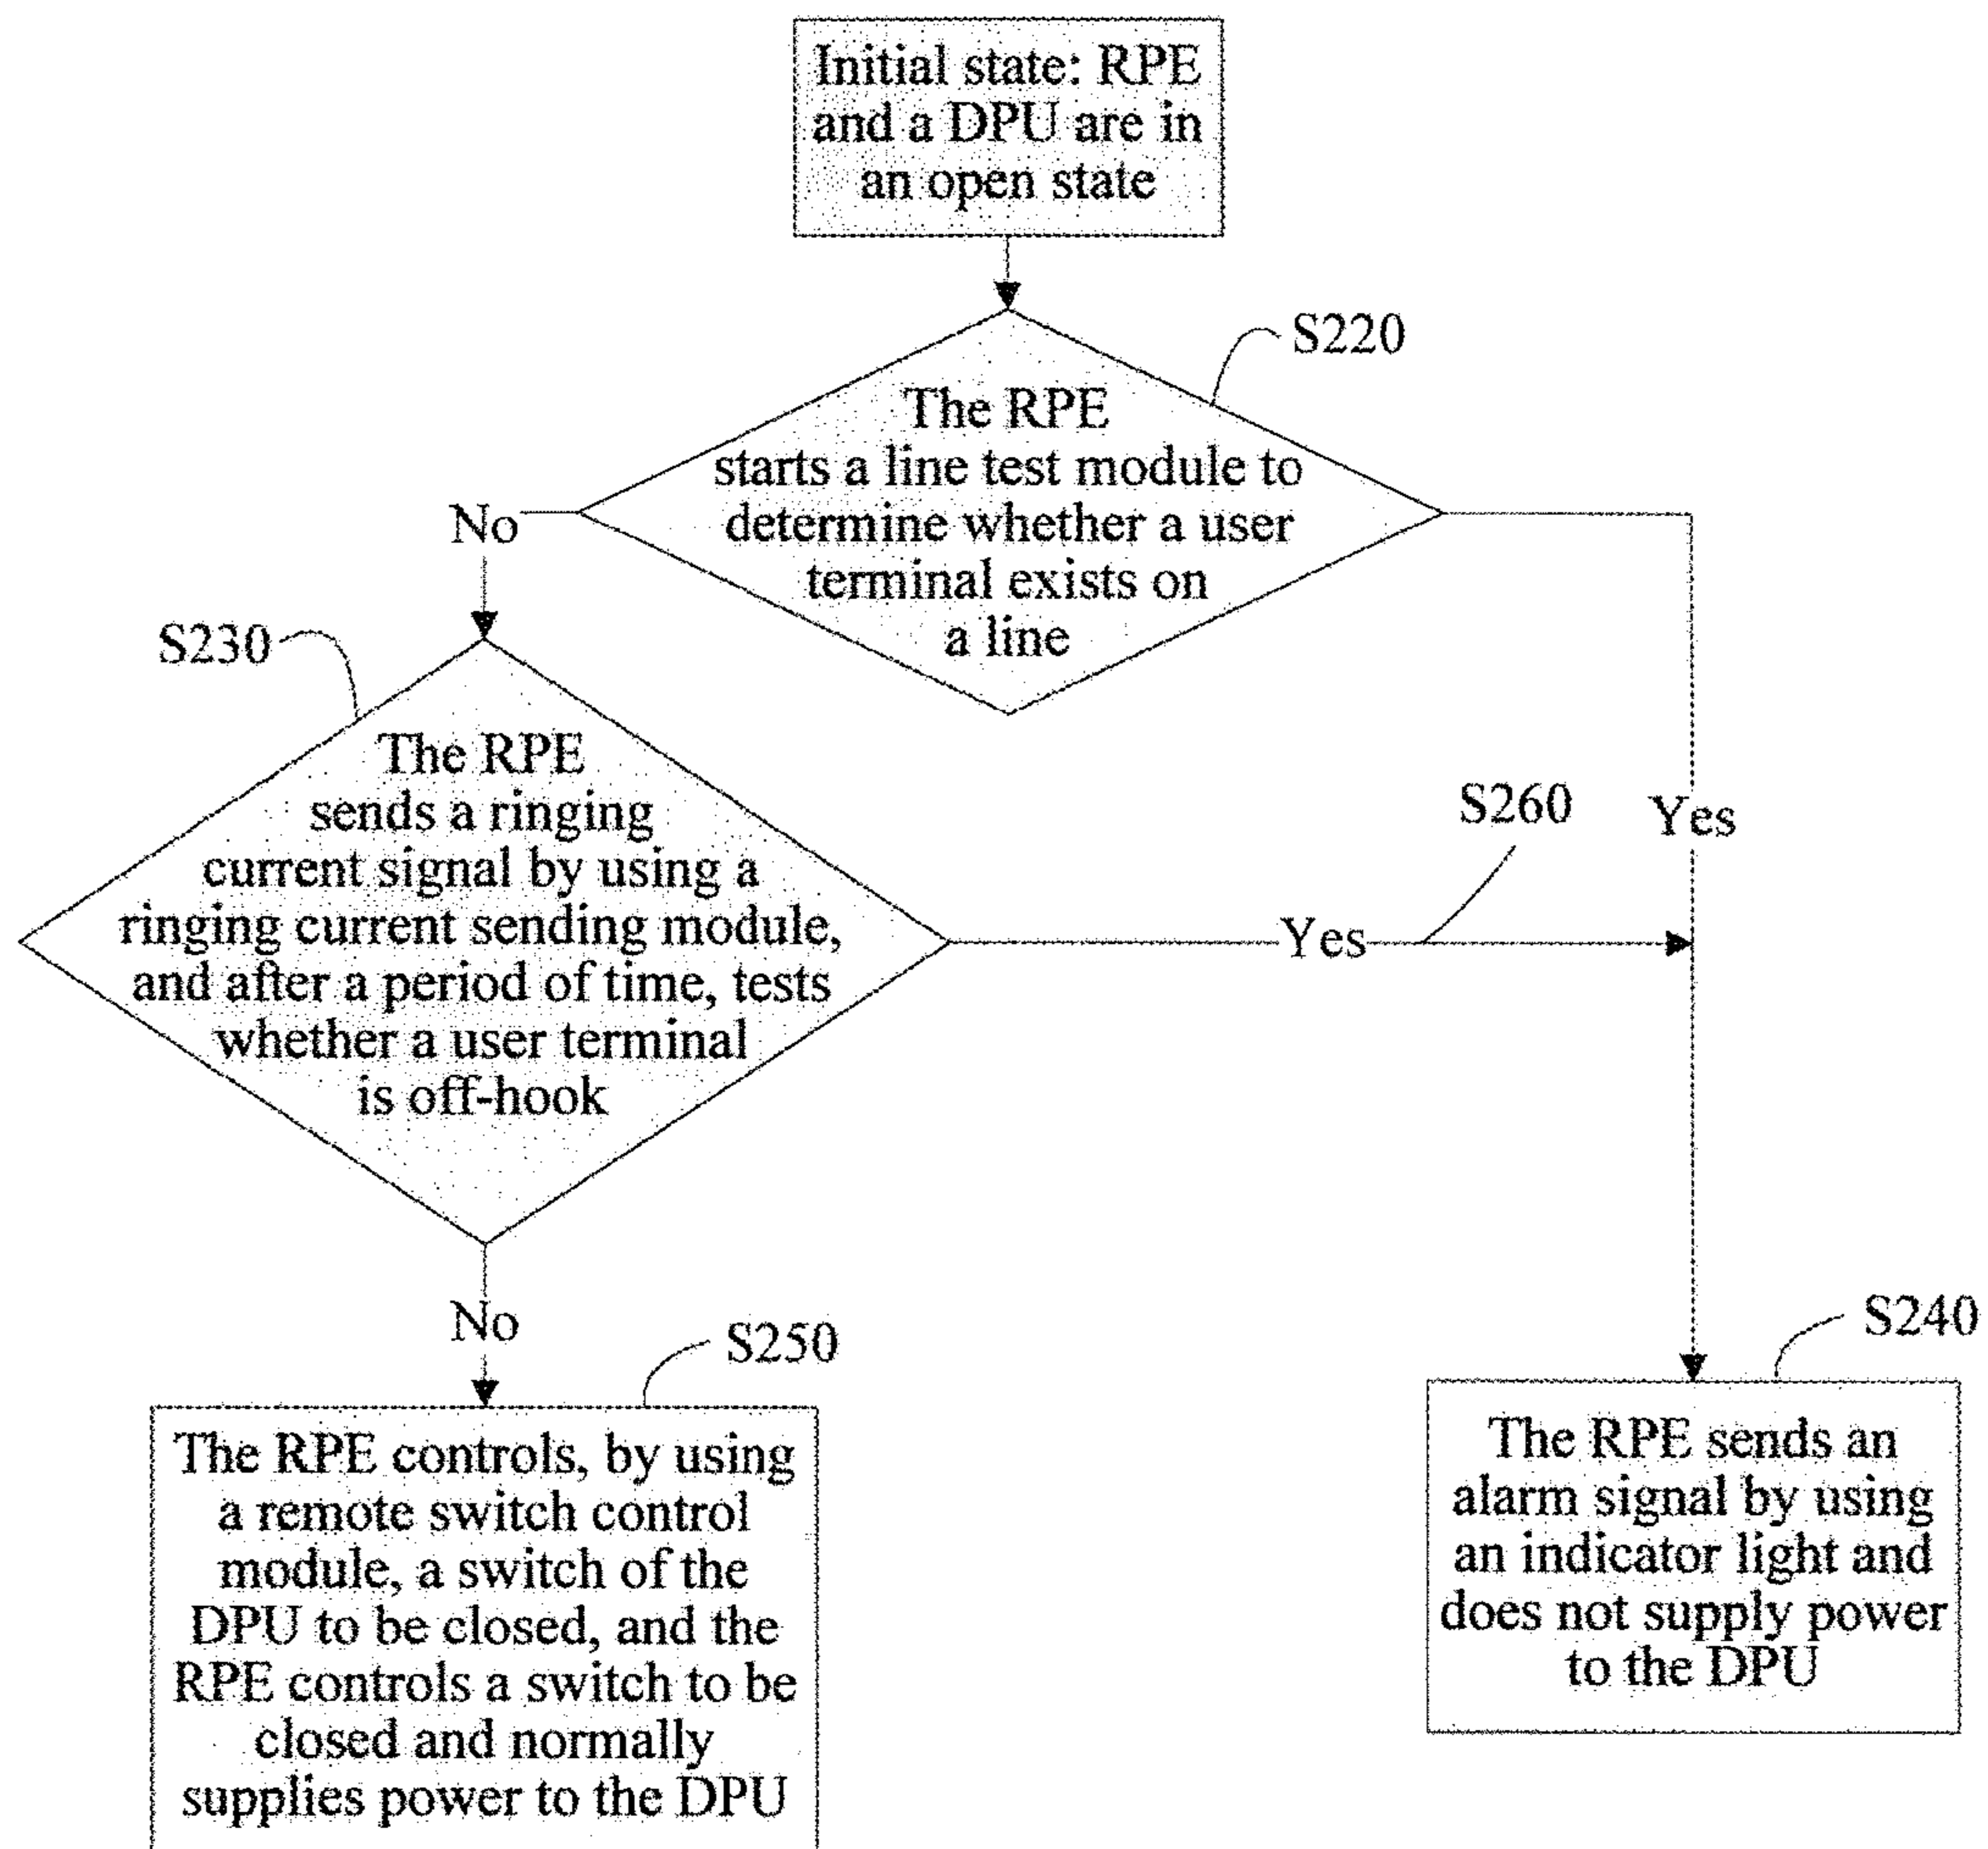 Initial state: RPE
and a DPU are in
an open state
S220
The RPE
starts a line test module to
determine whether a user
terminal exists on
a line
No
Yes
S230
The RPE
sends a ringing
current signal by using a
ringing current sending module,
and after a period of time, tests
whether a user terminal
is off-hook
S260
Yes
No
S250
The RPE controls, by using
a remote switch control
module, a switch of the
DPU to be closed, and the
RPE controls a switch to be
closed and normally
supplies power to the DPU
S240
The RPE sends an
alarm signal by using
an indicator light and
does not supply power
to the DPU